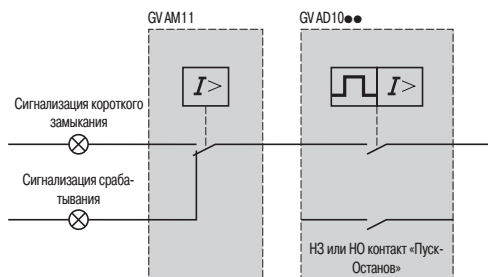 GV AM11
GV AD10●●
I>
I>
Сигнализация короткого
замыкания
Сигнализация сраба-
тывания
НЗ или НО контакт «Пуск-
Останов»